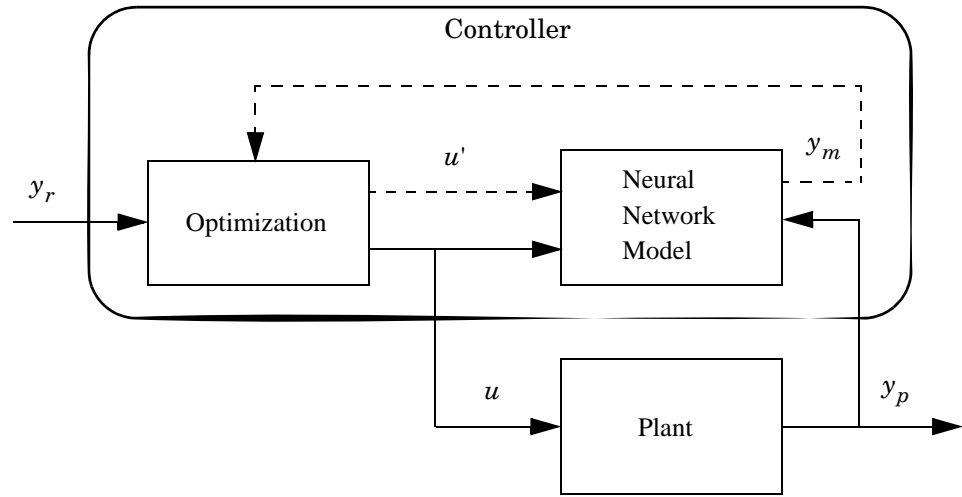 Controller
u'
y_m
y_r
Optimization
Neural
Network
Model
u
Plant
y_p